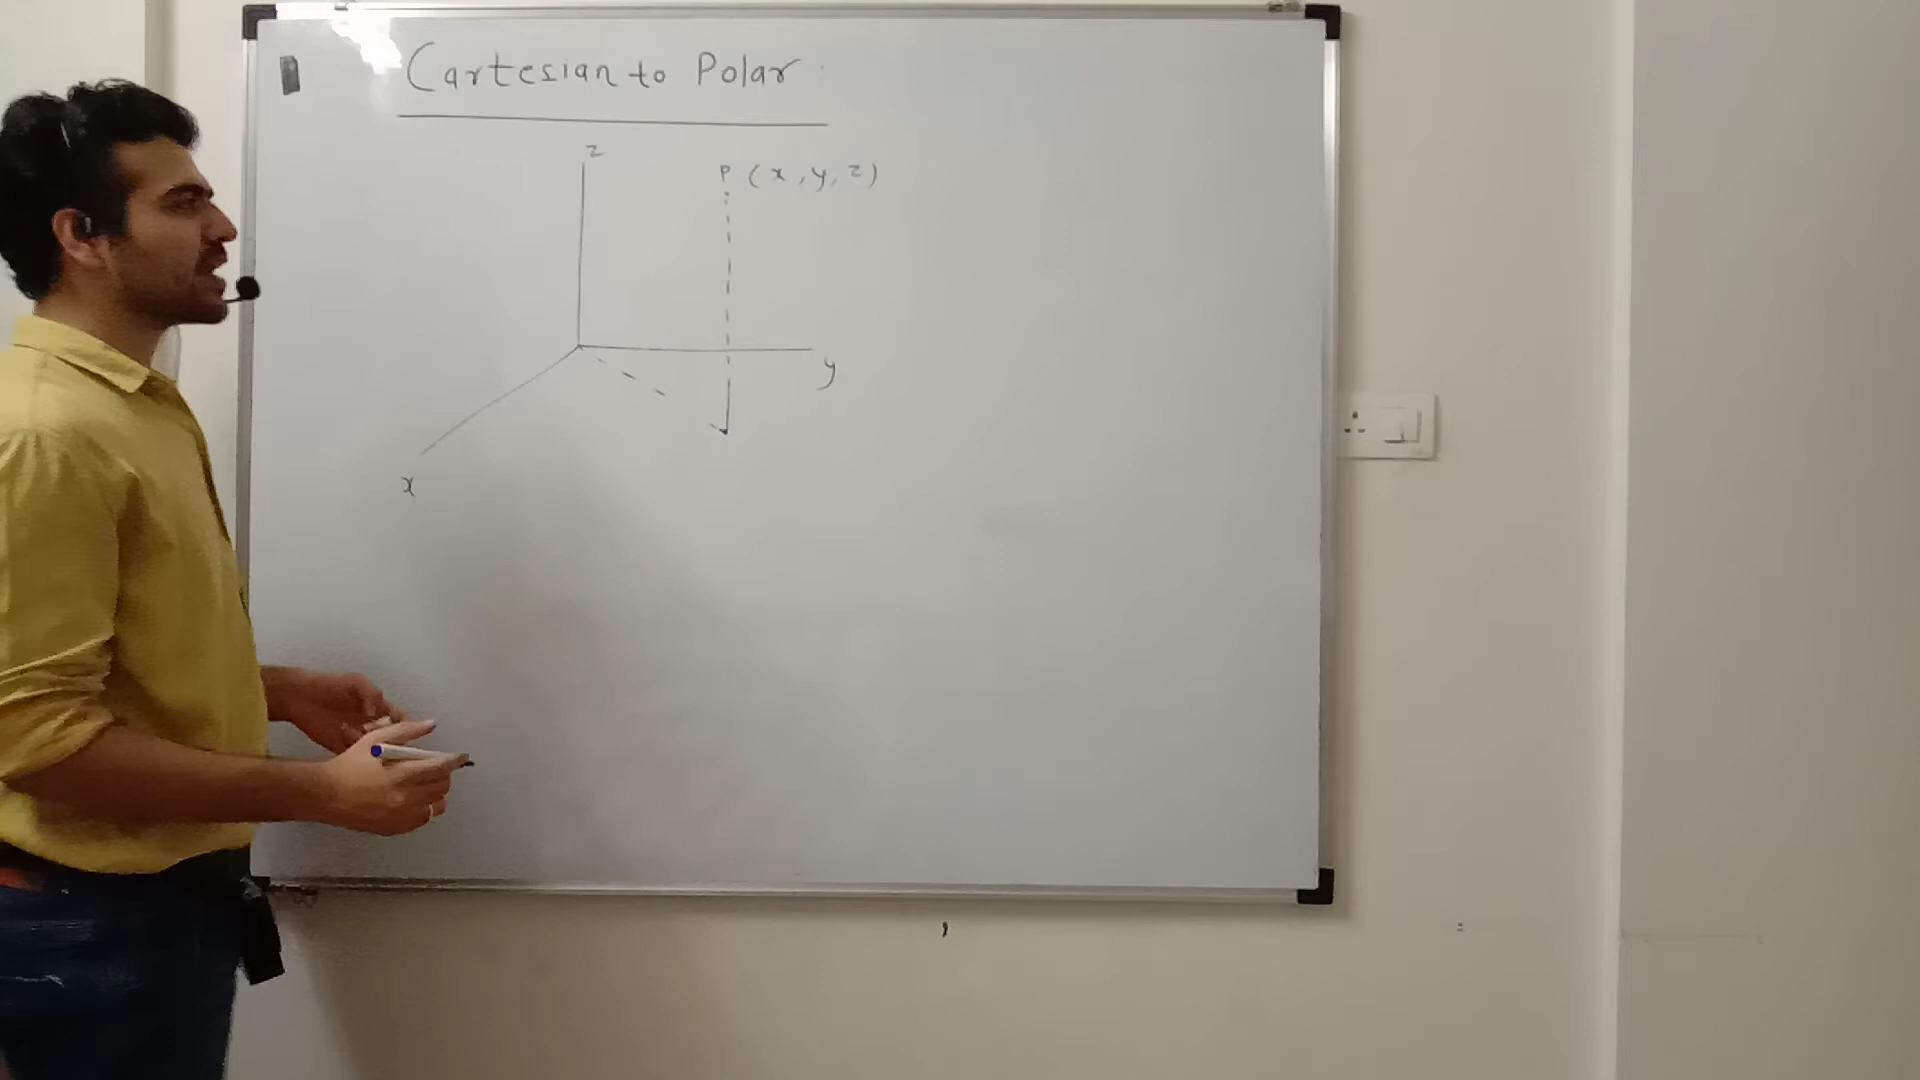 Cartesian to Polar :
z
P (x, y, z)
y
x